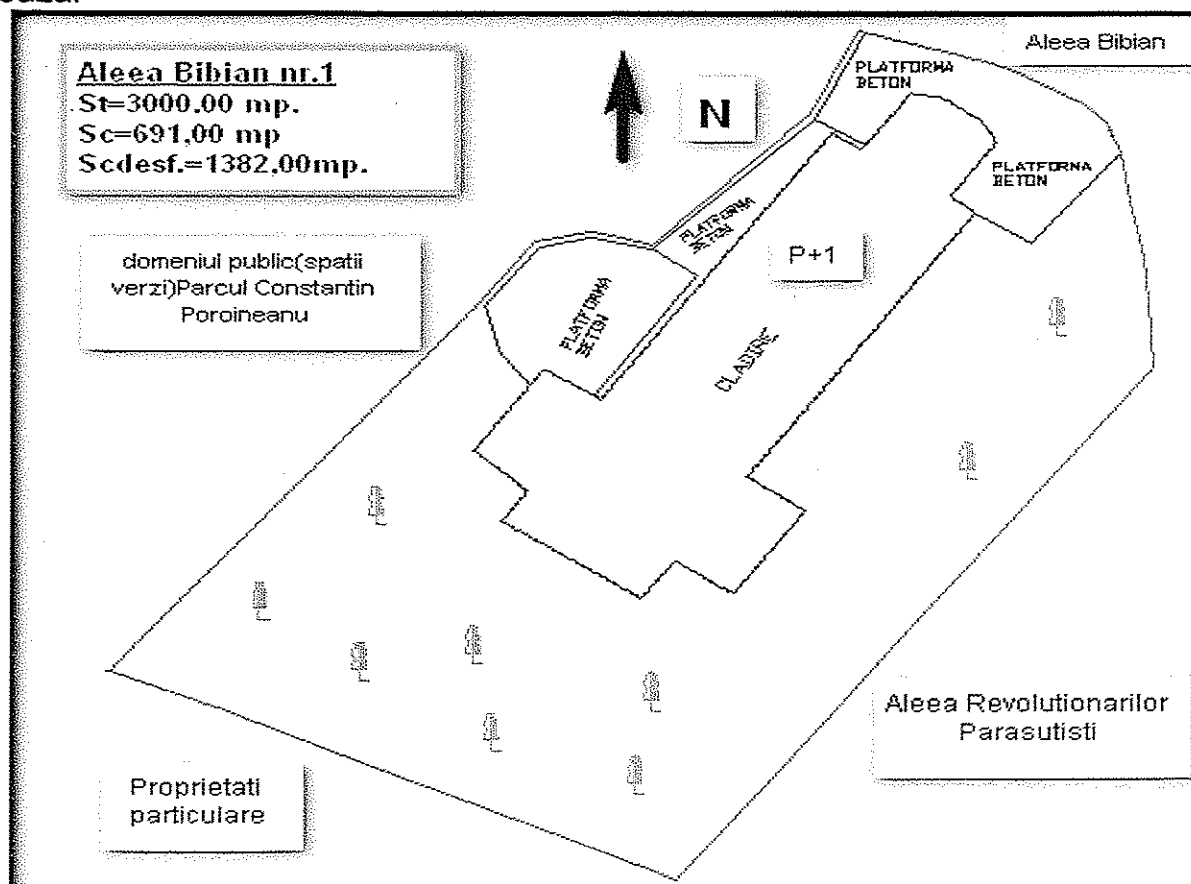 Aleea Bibian nr.1
St=3000,00 mp.
Sc=691,00 mp
Scdesf.=1382,00mp.
N
Aleea Bibian
PLATFORMA
BETON
PLATFORMA
BETON
PLATFORMA
BETON
P+1
domeniul public(spatii
verzi)Parcul Constantin
Poroineanu
PLATFORMA
BETON
CLADIRE
Aleea Revolutionarilor
Parasutisti
Proprietati
particulare